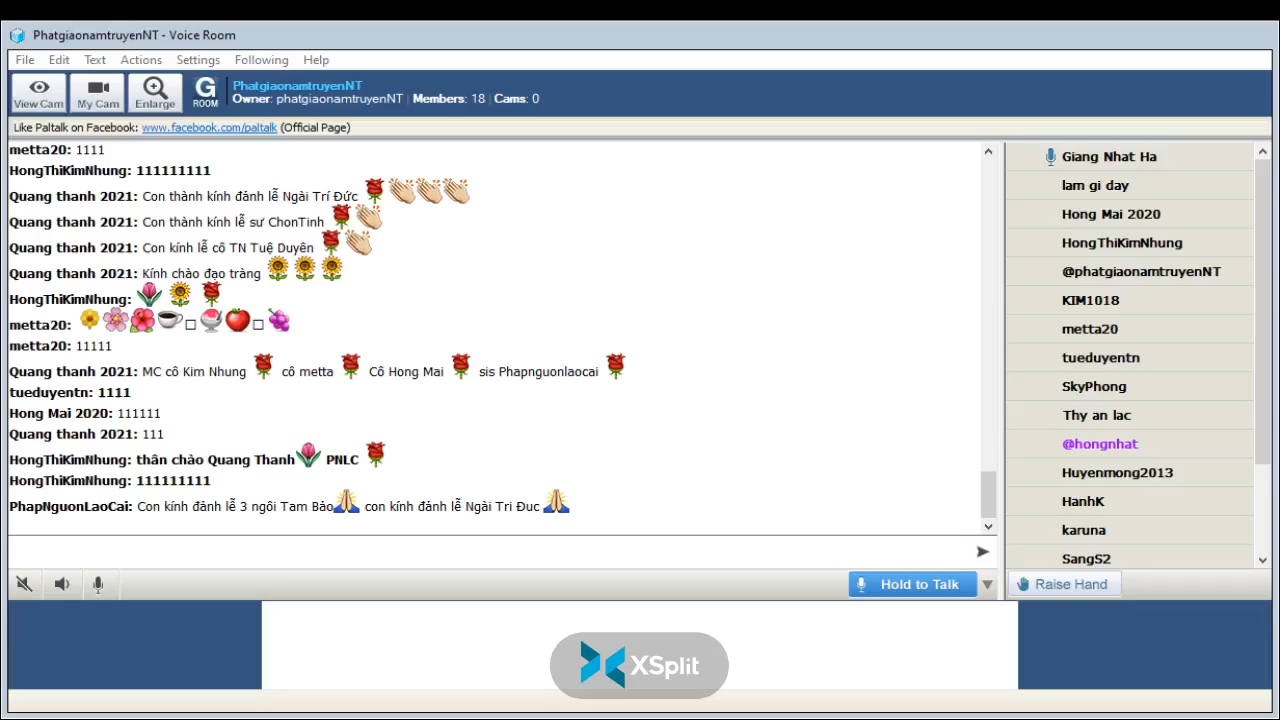 PhatgiaonamtruyenNT - Voice Room
File Edit Text Actions Settings Following Help
View Cam
My Cam
Enlarge
G ROOM
PhatgiaonamtruyenNT
Owner: phatgiaonamtruyenNT | Members: 18 | Cams: 0
Like Paltalk on Facebook: www.facebook.com/paltalk (Official Page)
metta20: 1111
HongThiKimNhung: 111111111
Quang thanh 2021: Con thành kính đảnh lễ Ngài Trí Đức
Quang thanh 2021: Con thành kính lễ sư ChonTinh
Quang thanh 2021: Con kính lễ cô TN Tuệ Duyên
Quang thanh 2021: Kính chào đạo tràng
HongThiKimNhung:
metta20:
metta20: 11111
Quang thanh 2021: MC cô Kim Nhung cô metta Cô Hong Mai sis Phapnguonlaocai
tueduyentn: 1111
Hong Mai 2020: 111111
Quang thanh 2021: 111
HongThiKimNhung: thân chào Quang Thanh PNLC
HongThiKimNhung: 111111111
PhapNguonLaoCai: Con kính đảnh lễ 3 ngôi Tam Bảo con kính đảnh lễ Ngài Tri Đuc
Giang Nhat Ha
lam gi day
Hong Mai 2020
HongThiKimNhung
@phatgiaonamtruyenNT
KIM1018
metta20
tueduyentn
SkyPhong
Thy an lac
@hongnhat
Huyenmong2013
HanhK
karuna
SangS2
Hold to Talk
Raise Hand
XSplit